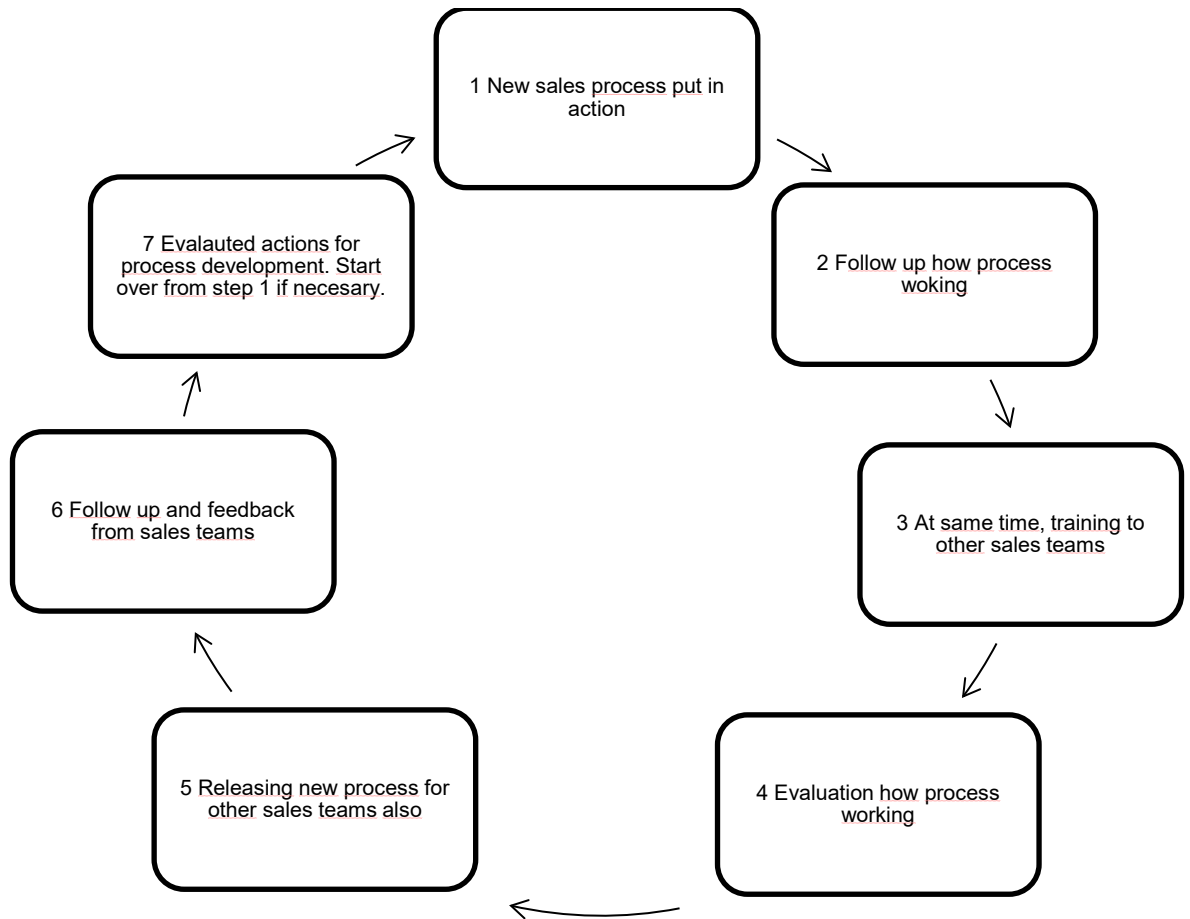 1 New sales process put in
action
2 Follow up how process
woking
3 At same time, training to
other sales teams
4 Evaluation how process
working
5 Releasing new process for
other sales teams also
6 Follow up and feedback
from sales teams
7 Evalauted actions for
process development. Start
over from step 1 if necesary.